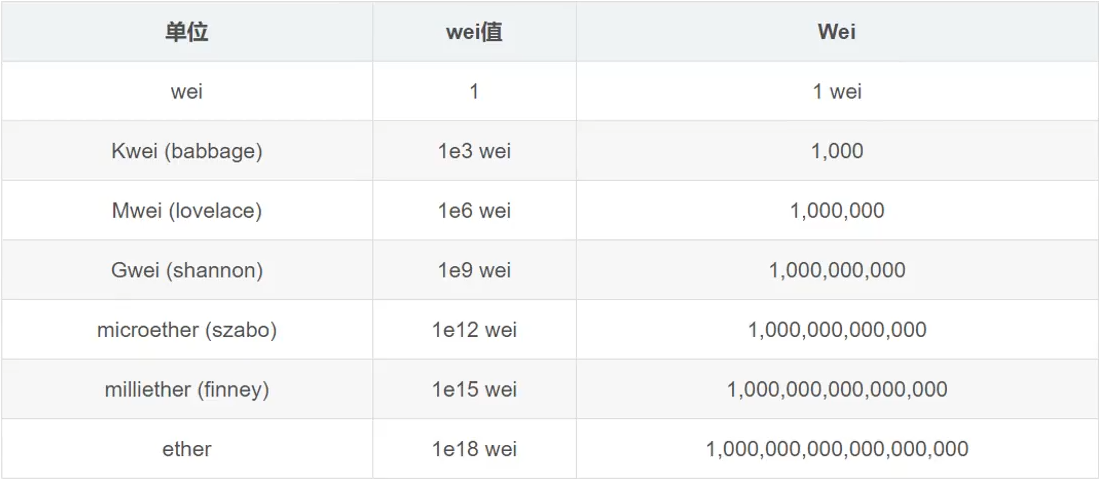 单位 wei值 Wei
wei 1 1 wei
Kwei (babbage) 1e3 wei 1,000
Mwei (lovelace) 1e6 wei 1,000,000
Gwei (shannon) 1e9 wei 1,000,000,000
microether (szabo) 1e12 wei 1,000,000,000,000
milliether (finney) 1e15 wei 1,000,000,000,000,000
ether 1e18 wei 1,000,000,000,000,000,000